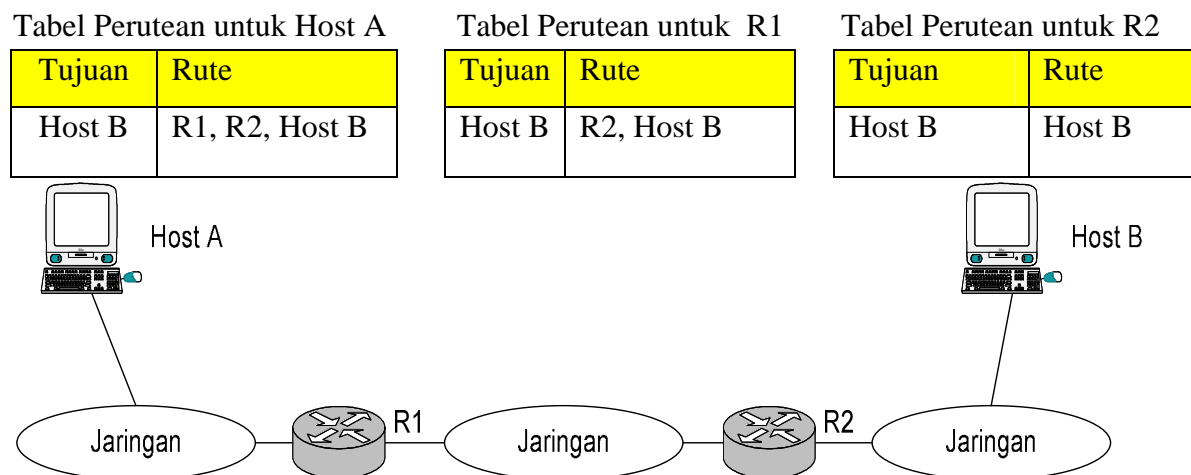 Tabel Perutean untuk Host A
Tabel Perutean untuk R1
Tabel Perutean untuk R2
Tujuan Rute
Host B R1, R2, Host B
Tujuan Rute
Host B R2, Host B
Tujuan Rute
Host B Host B
Host A
Host B
Jaringan
R1
Jaringan
R2
Jaringan